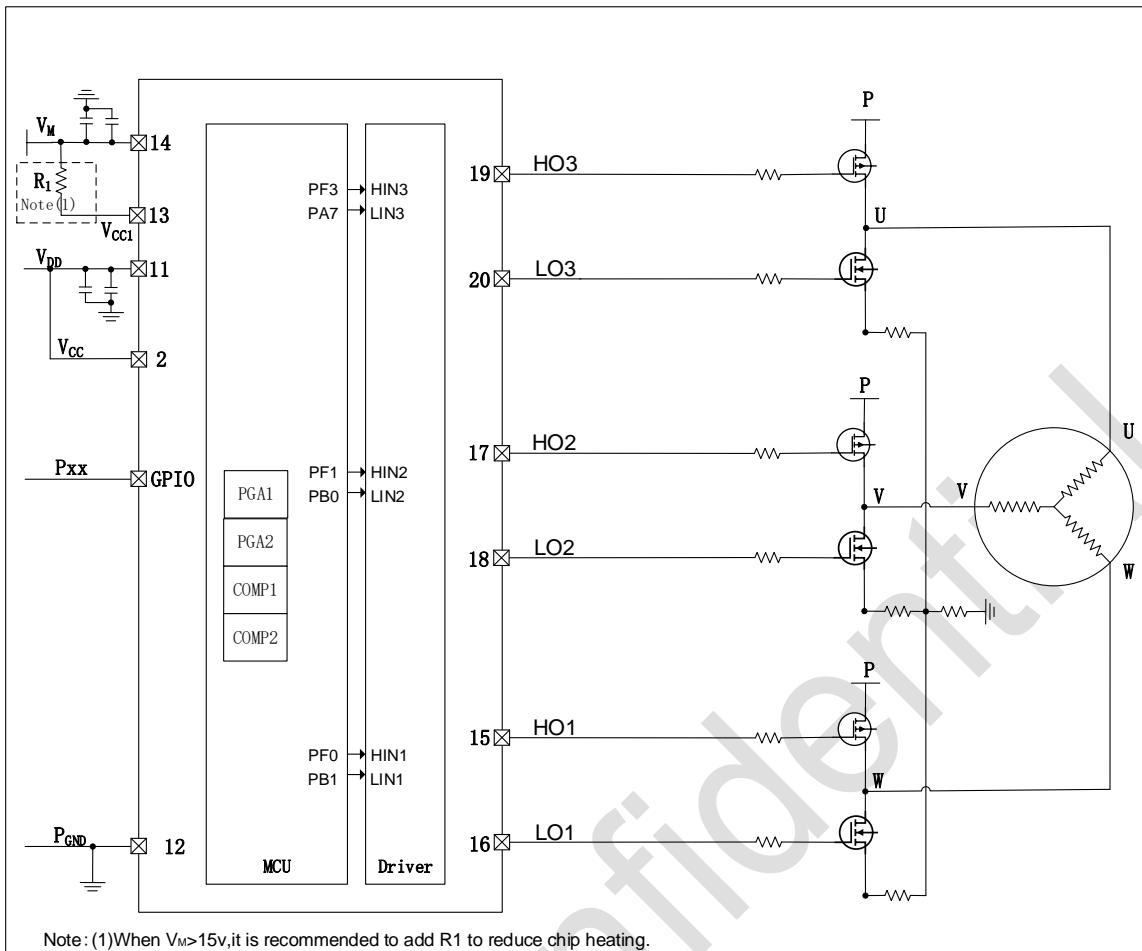 V_M
14
R1
Note(1)
13
V_CC1
V_DD
11
V_CC
2
Pxx
GPIO
P_GND
12
PGA1
PGA2
COMP1
COMP2
PF3
HIN3
PA7
LIN3
PF1
HIN2
PB0
LIN2
PF0
HIN1
PB1
LIN1
MCU
Driver
19
HO3
20
LO3
17
HO2
18
LO2
15
HO1
16
LO1
P
U
P
V
V
U
W
P
W
Note: (1)When V_M>15v,it is recommended to add R1 to reduce chip heating.